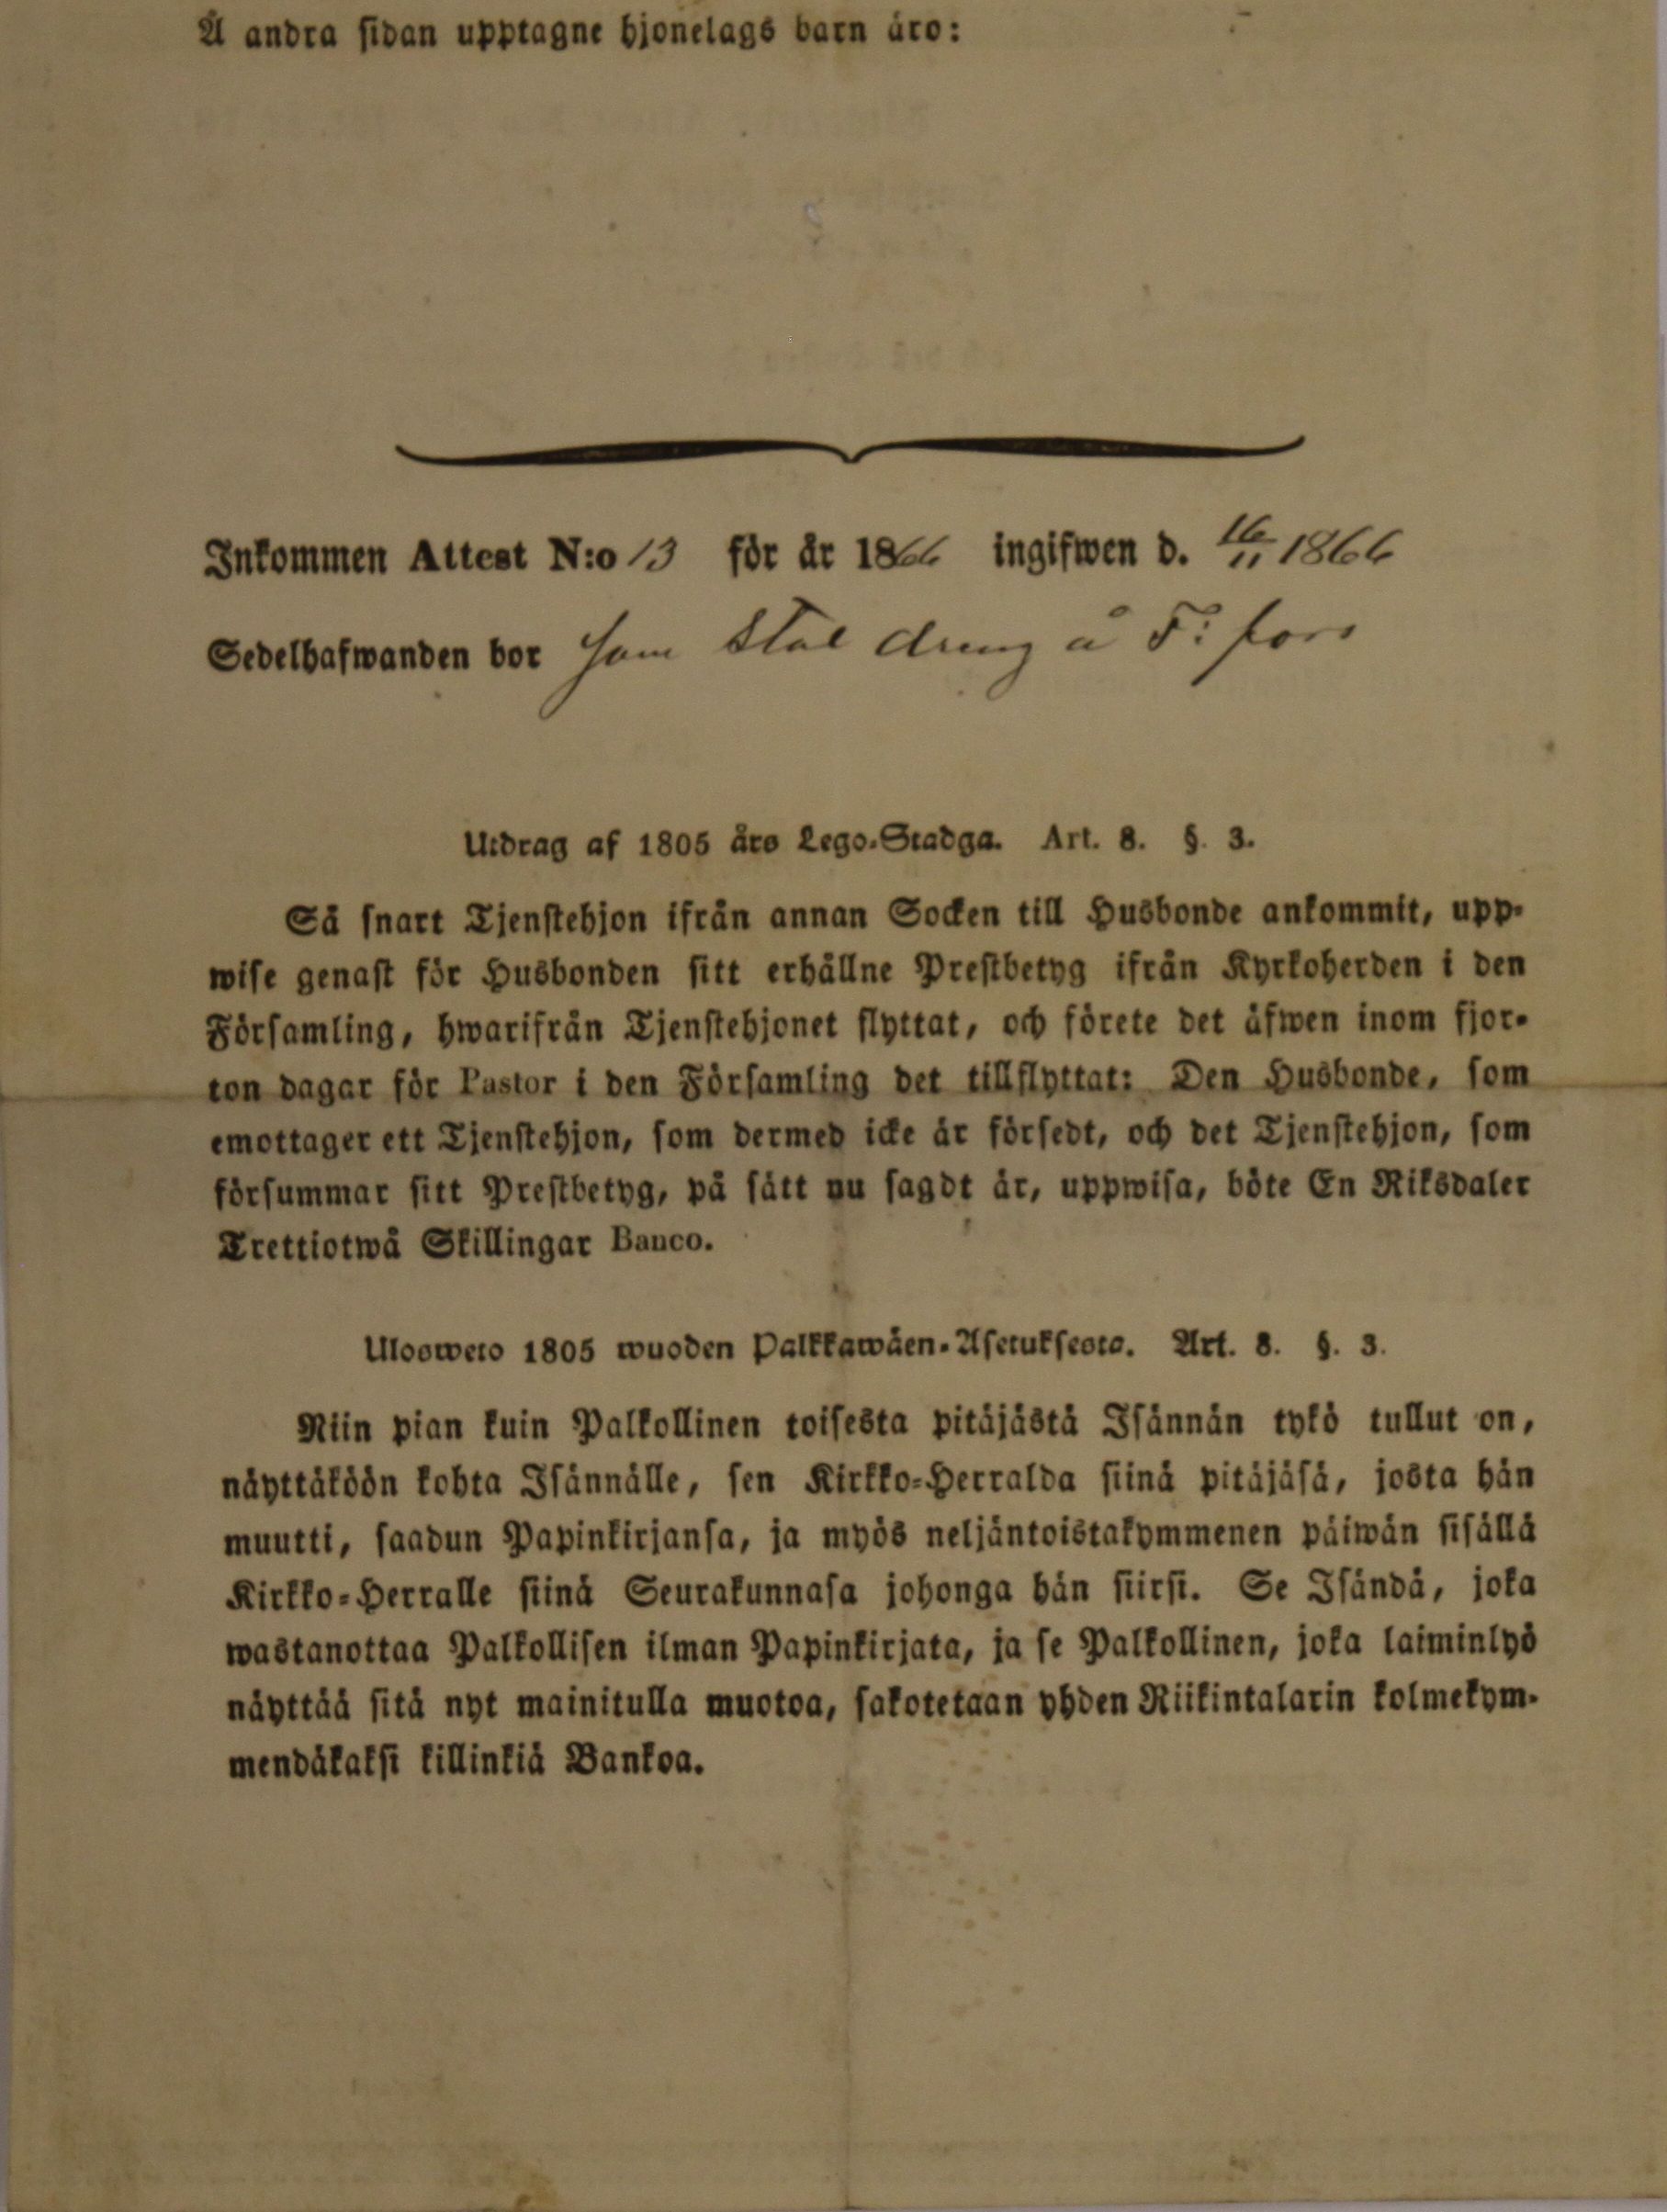 Å andra sidan upptagne hjonelags barn äro:
Inkommen Attest N:o 13 för år 1866 ingifwen d. 16/11 1866
Sedelhafwanden bor som Stal dreng å F: fors
Utdrag af 1805 års Lego-Stadga. Art. 8. §. 3.
Så snart Tjenstehjon ifrån annan Socken till Husbonde ankommit, upp-
wise genast för Husbonden sitt erhållne Prestbetyg ifrån Kyrkoherden i den
Församling, hwarifrån Tjenstehjonet flyttat, och förete det äfwen inom fjor-
ton dagar för Pastor i den Församling det tillflyttat: Den Husbonde, som
emottager ett Tjenstehjon, som dermed icke är försedt, och det Tjenstehjon, som
försummar sitt Prestbetyg, på sätt nu sagdt är, uppwisa, böte En Riksdaler
Trettiotwå Skillingar Banco.
Ulosweto 1805 wuoden Palkkawäen-Asetuksesta. Art. 8. §. 3.
Niin pian kuin Palkollinen toisesta pitäjästä Isännän tykö tullut on,
näyttäköön kohta Isännälle, sen Kirkko-Herralda siinä pitäjäsä, josta hän
muutti, saadun Papinkirjansa, ja myös neljäntoistakymmenen päiwän sisällä
Kirkko-Herralle siinä Seurakunnasa johonga hän siirsi. Se Isändä, joka
wastanottaa Palkollisen ilman Papinkirjata, ja se Palkollinen, joka laiminlyö
näyttää sitä nyt mainitulla muotoa, sakotetaan yhden Riikintalarin kolmekym-
mendäkaksi killinkiä Bankoa.